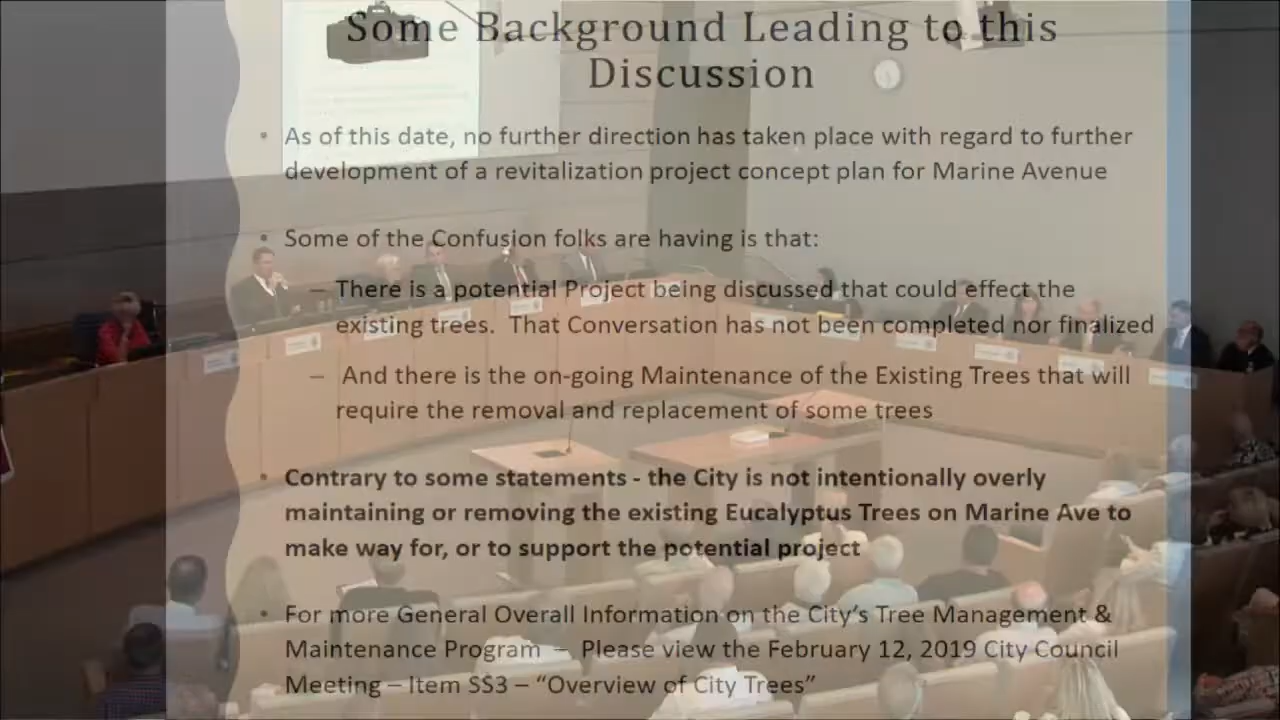 Some Background Leading to this
Discussion
• As of this date, no further direction has taken place with regard to further
development of a revitalization project concept plan for Marine Avenue
• Some of the Confusion folks are having is that:
– There is a potential Project being discussed that could effect the
existing trees. That Conversation has not been completed nor finalized
– And there is the on-going Maintenance of the Existing Trees that will
require the removal and replacement of some trees
• Contrary to some statements - the City is not intentionally overly
maintaining or removing the existing Eucalyptus Trees on Marine Ave to
make way for, or to support the potential project
• For more General Overall Information on the City’s Tree Management &
Maintenance Program – Please view the February 12, 2019 City Council
Meeting – Item SS3 – “Overview of City Trees”